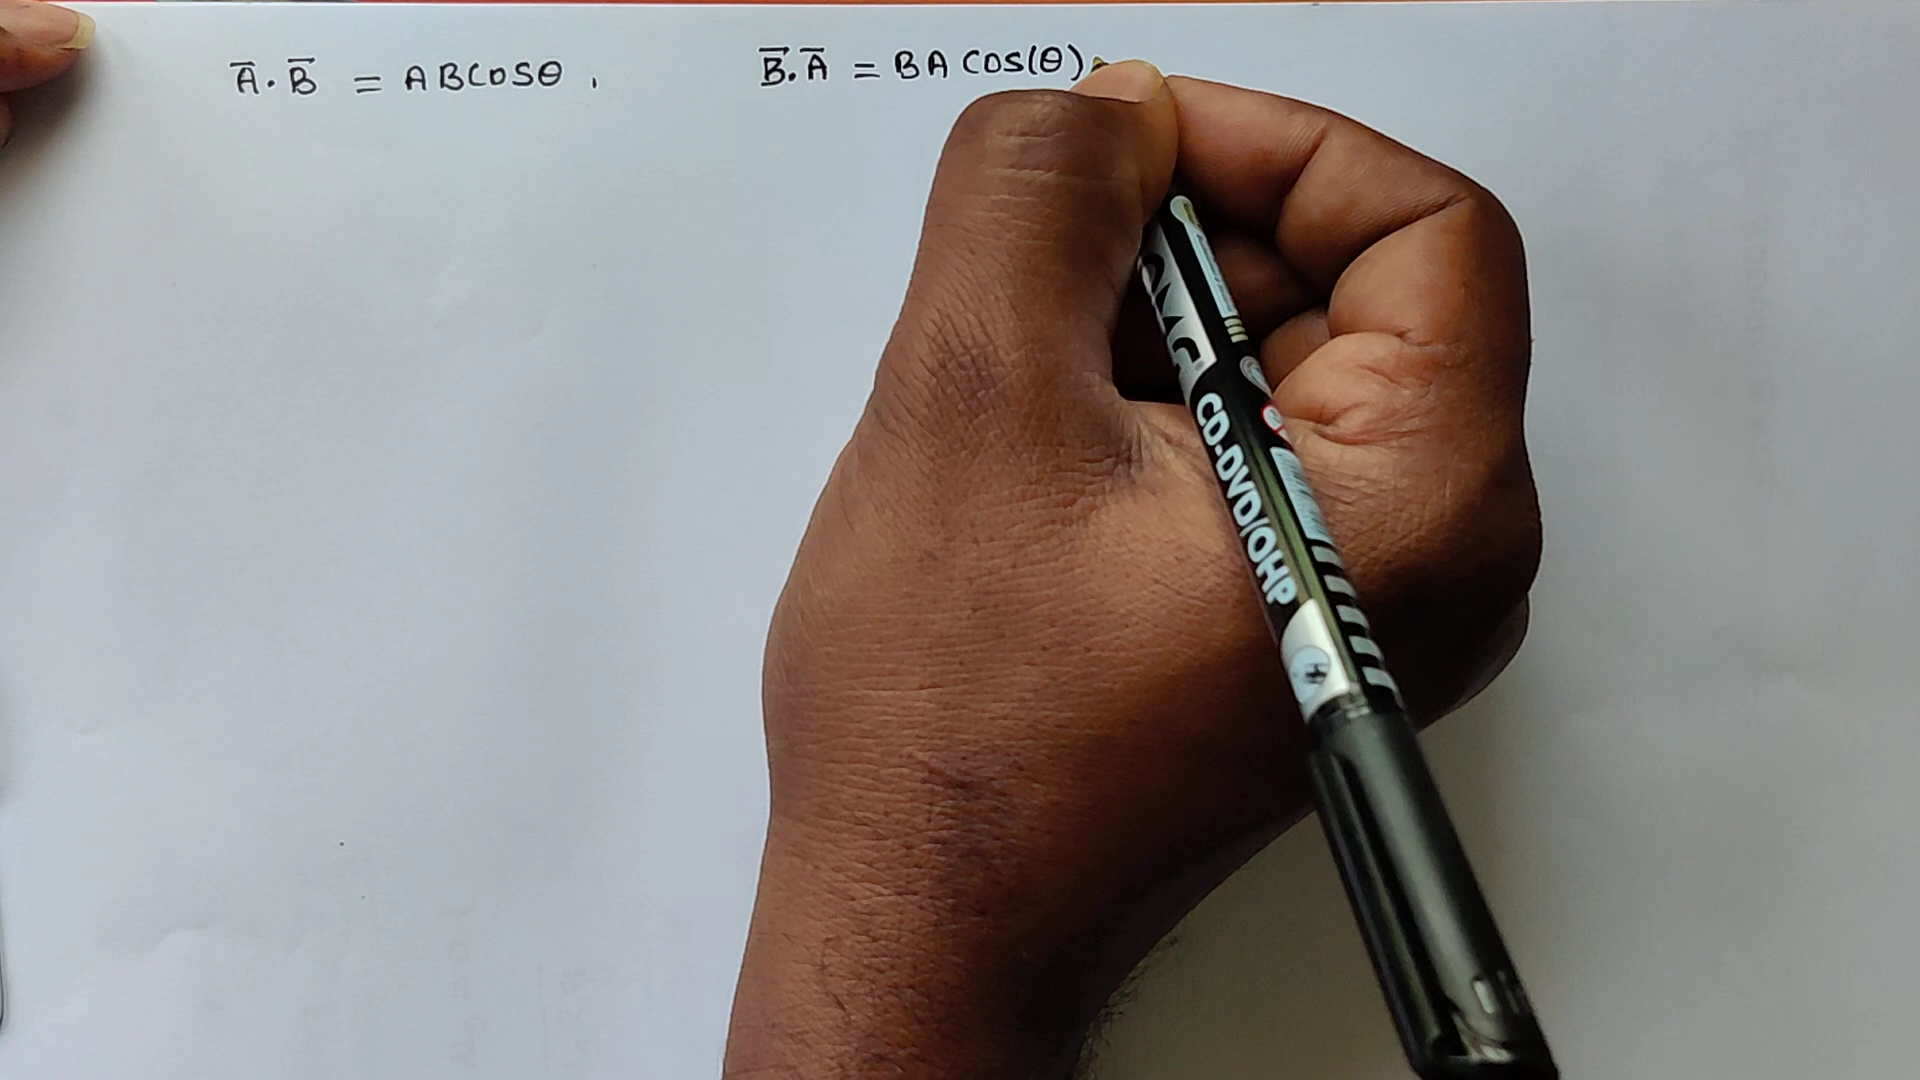 A̅.B̅ = ABCOSθ , B̅.A̅ = BA COS(θ)
CD-DVD/OHP